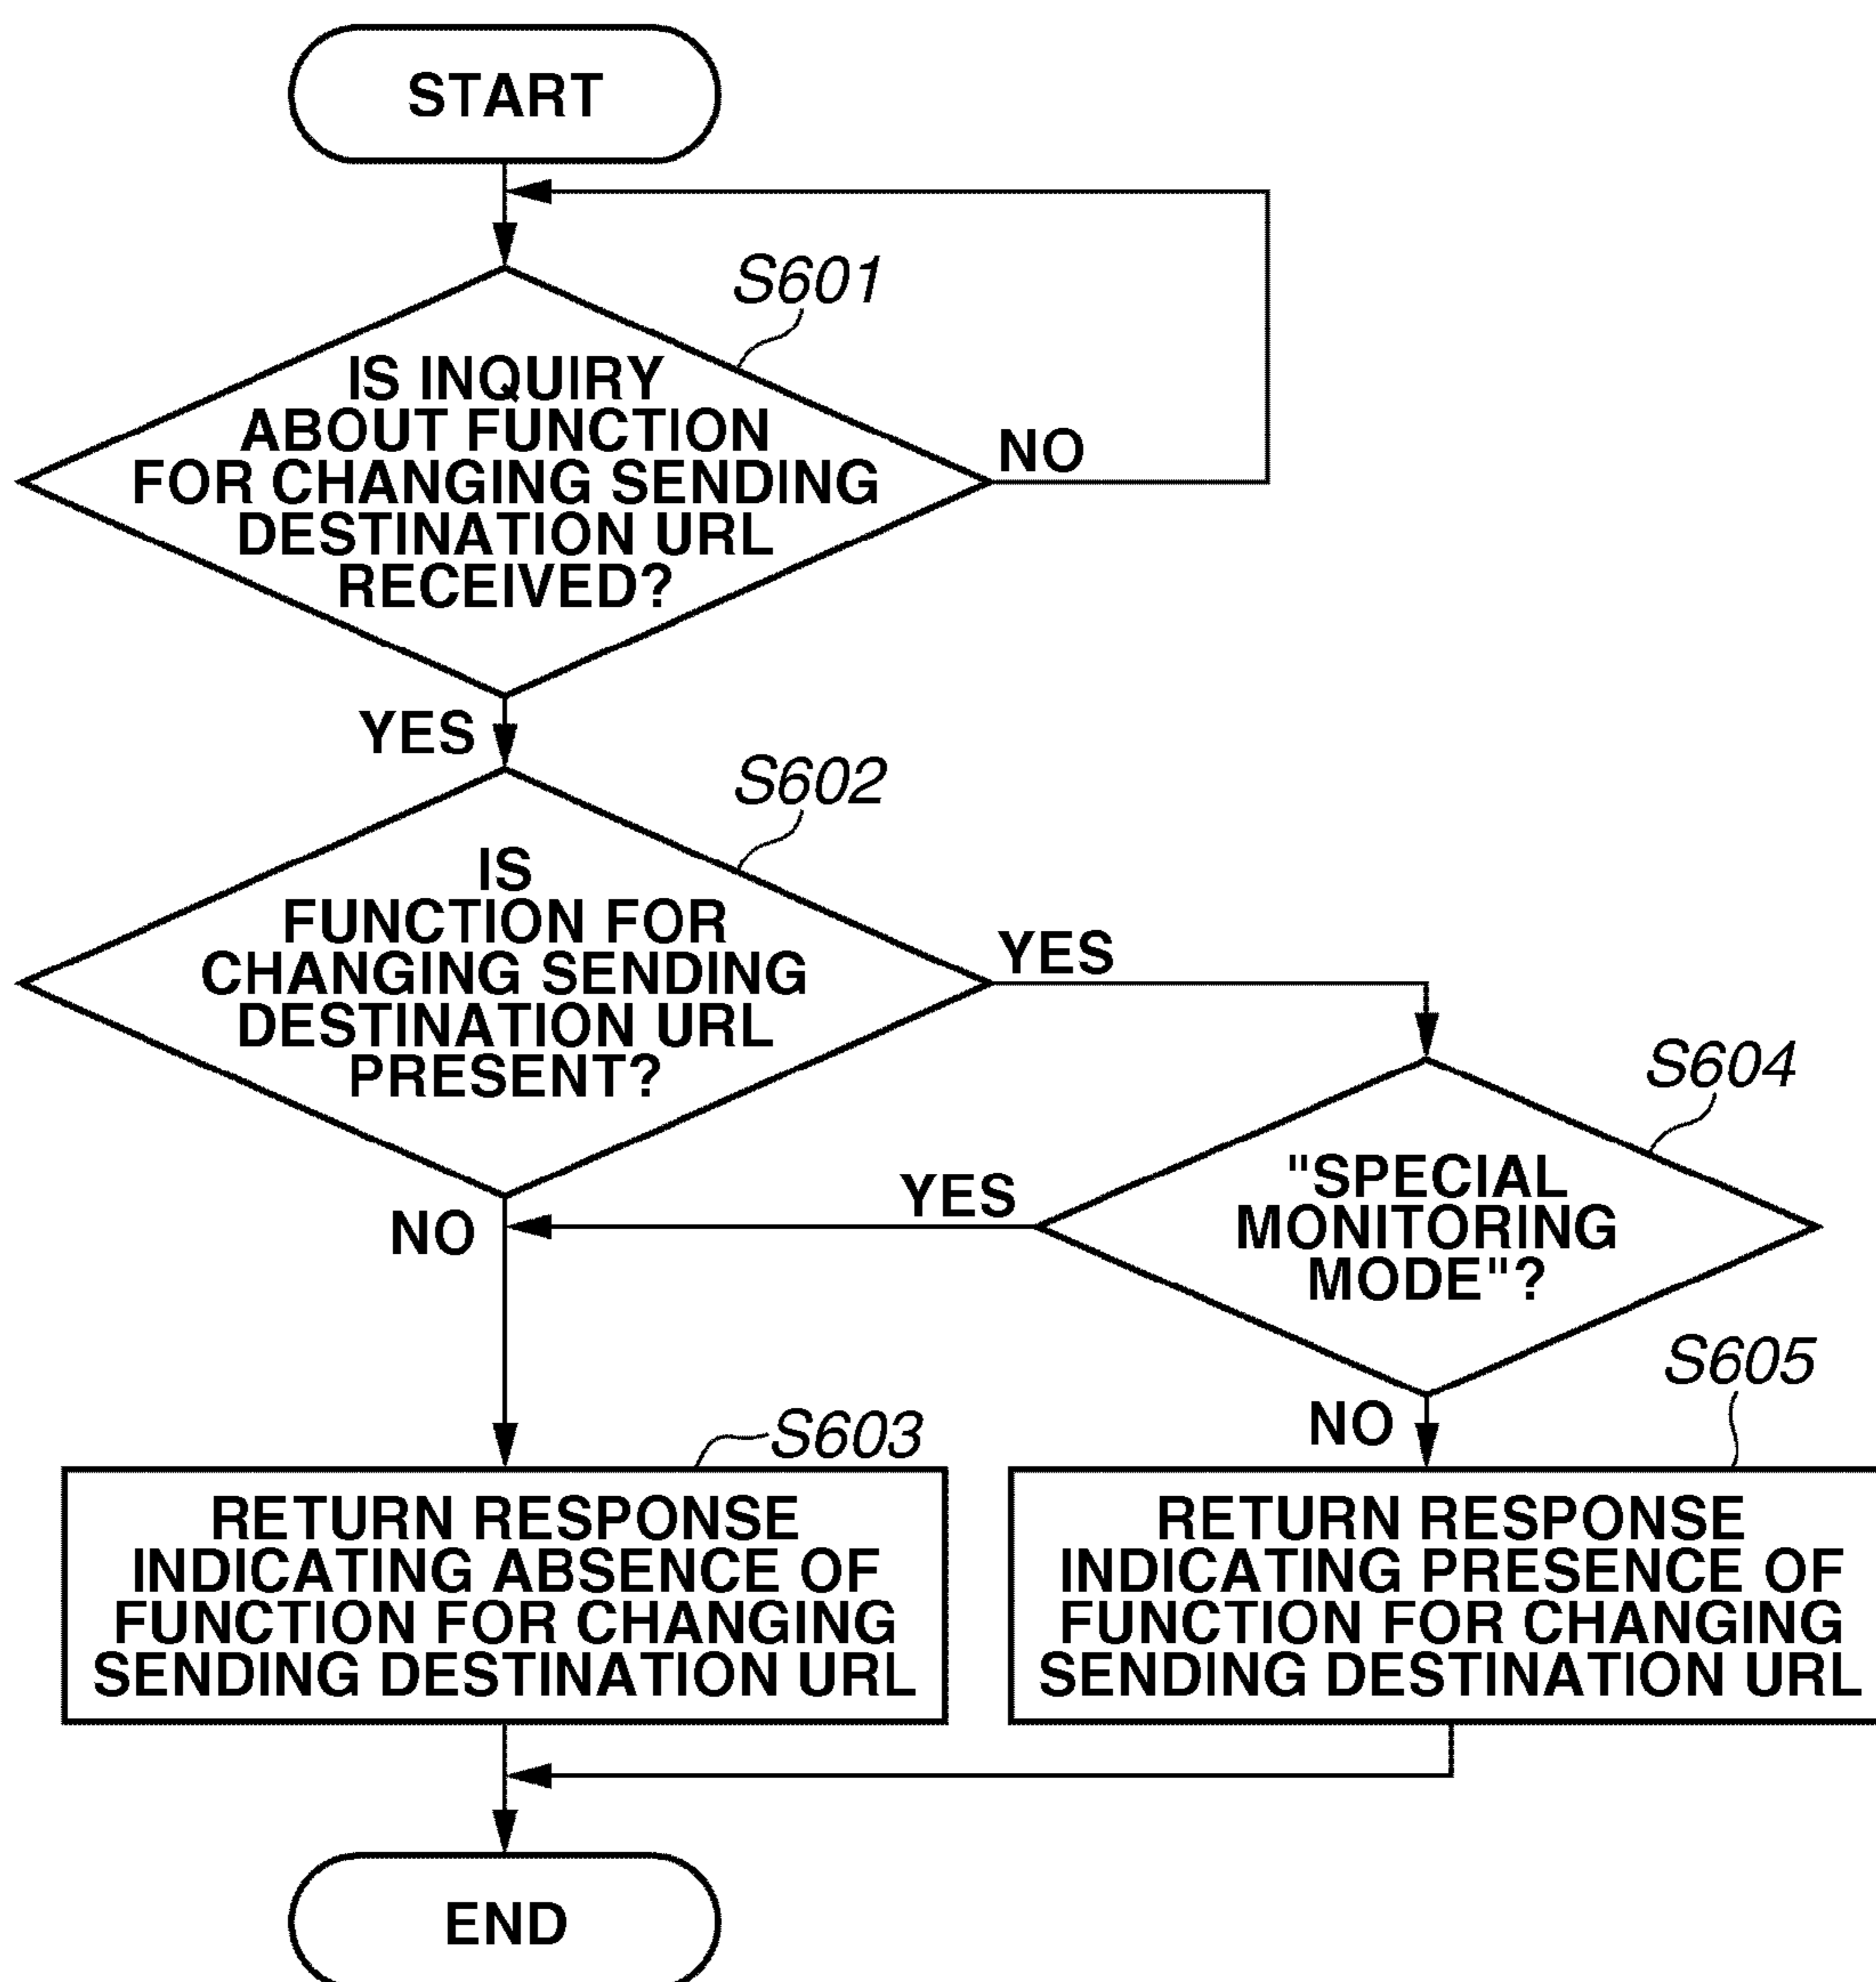 START
S601
IS INQUIRY
ABOUT FUNCTION
FOR CHANGING SENDING
DESTINATION URL
RECEIVED?
NO
YES
S602
IS
FUNCTION FOR
CHANGING SENDING
DESTINATION URL
PRESENT?
YES
NO
S604
"SPECIAL
MONITORING
MODE"?
YES
NO
S603
RETURN RESPONSE
INDICATING ABSENCE OF
FUNCTION FOR CHANGING
SENDING DESTINATION URL
S605
RETURN RESPONSE
INDICATING PRESENCE OF
FUNCTION FOR CHANGING
SENDING DESTINATION URL
END